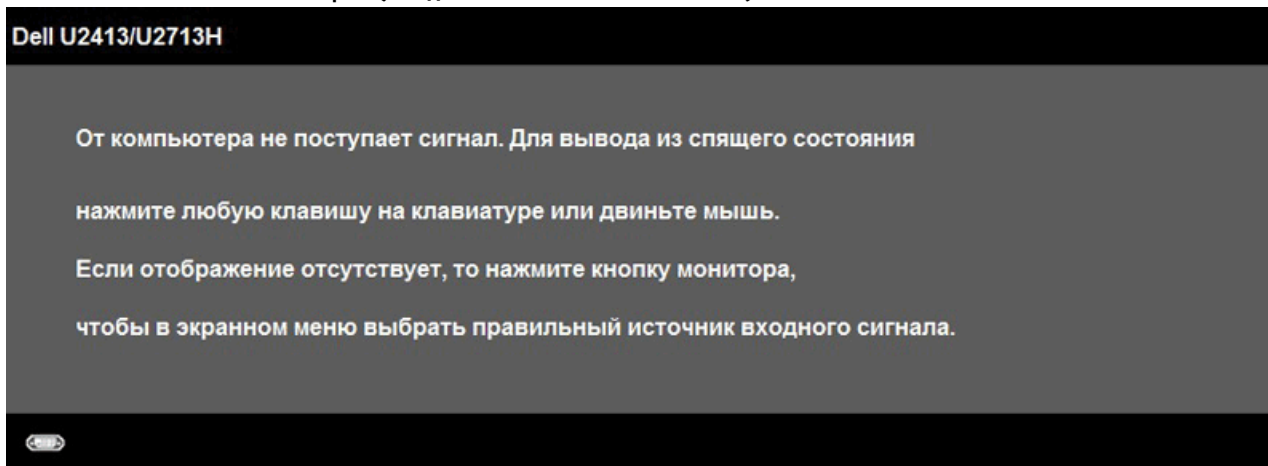 Dell U2413/U2713H
От компьютера не поступает сигнал. Для вывода из спящего состояния
нажмите любую клавишу на клавиатуре или двиньте мышь.
Если отображение отсутствует, то нажмите кнопку монитора,
чтобы в экранном меню выбрать правильный источник входного сигнала.